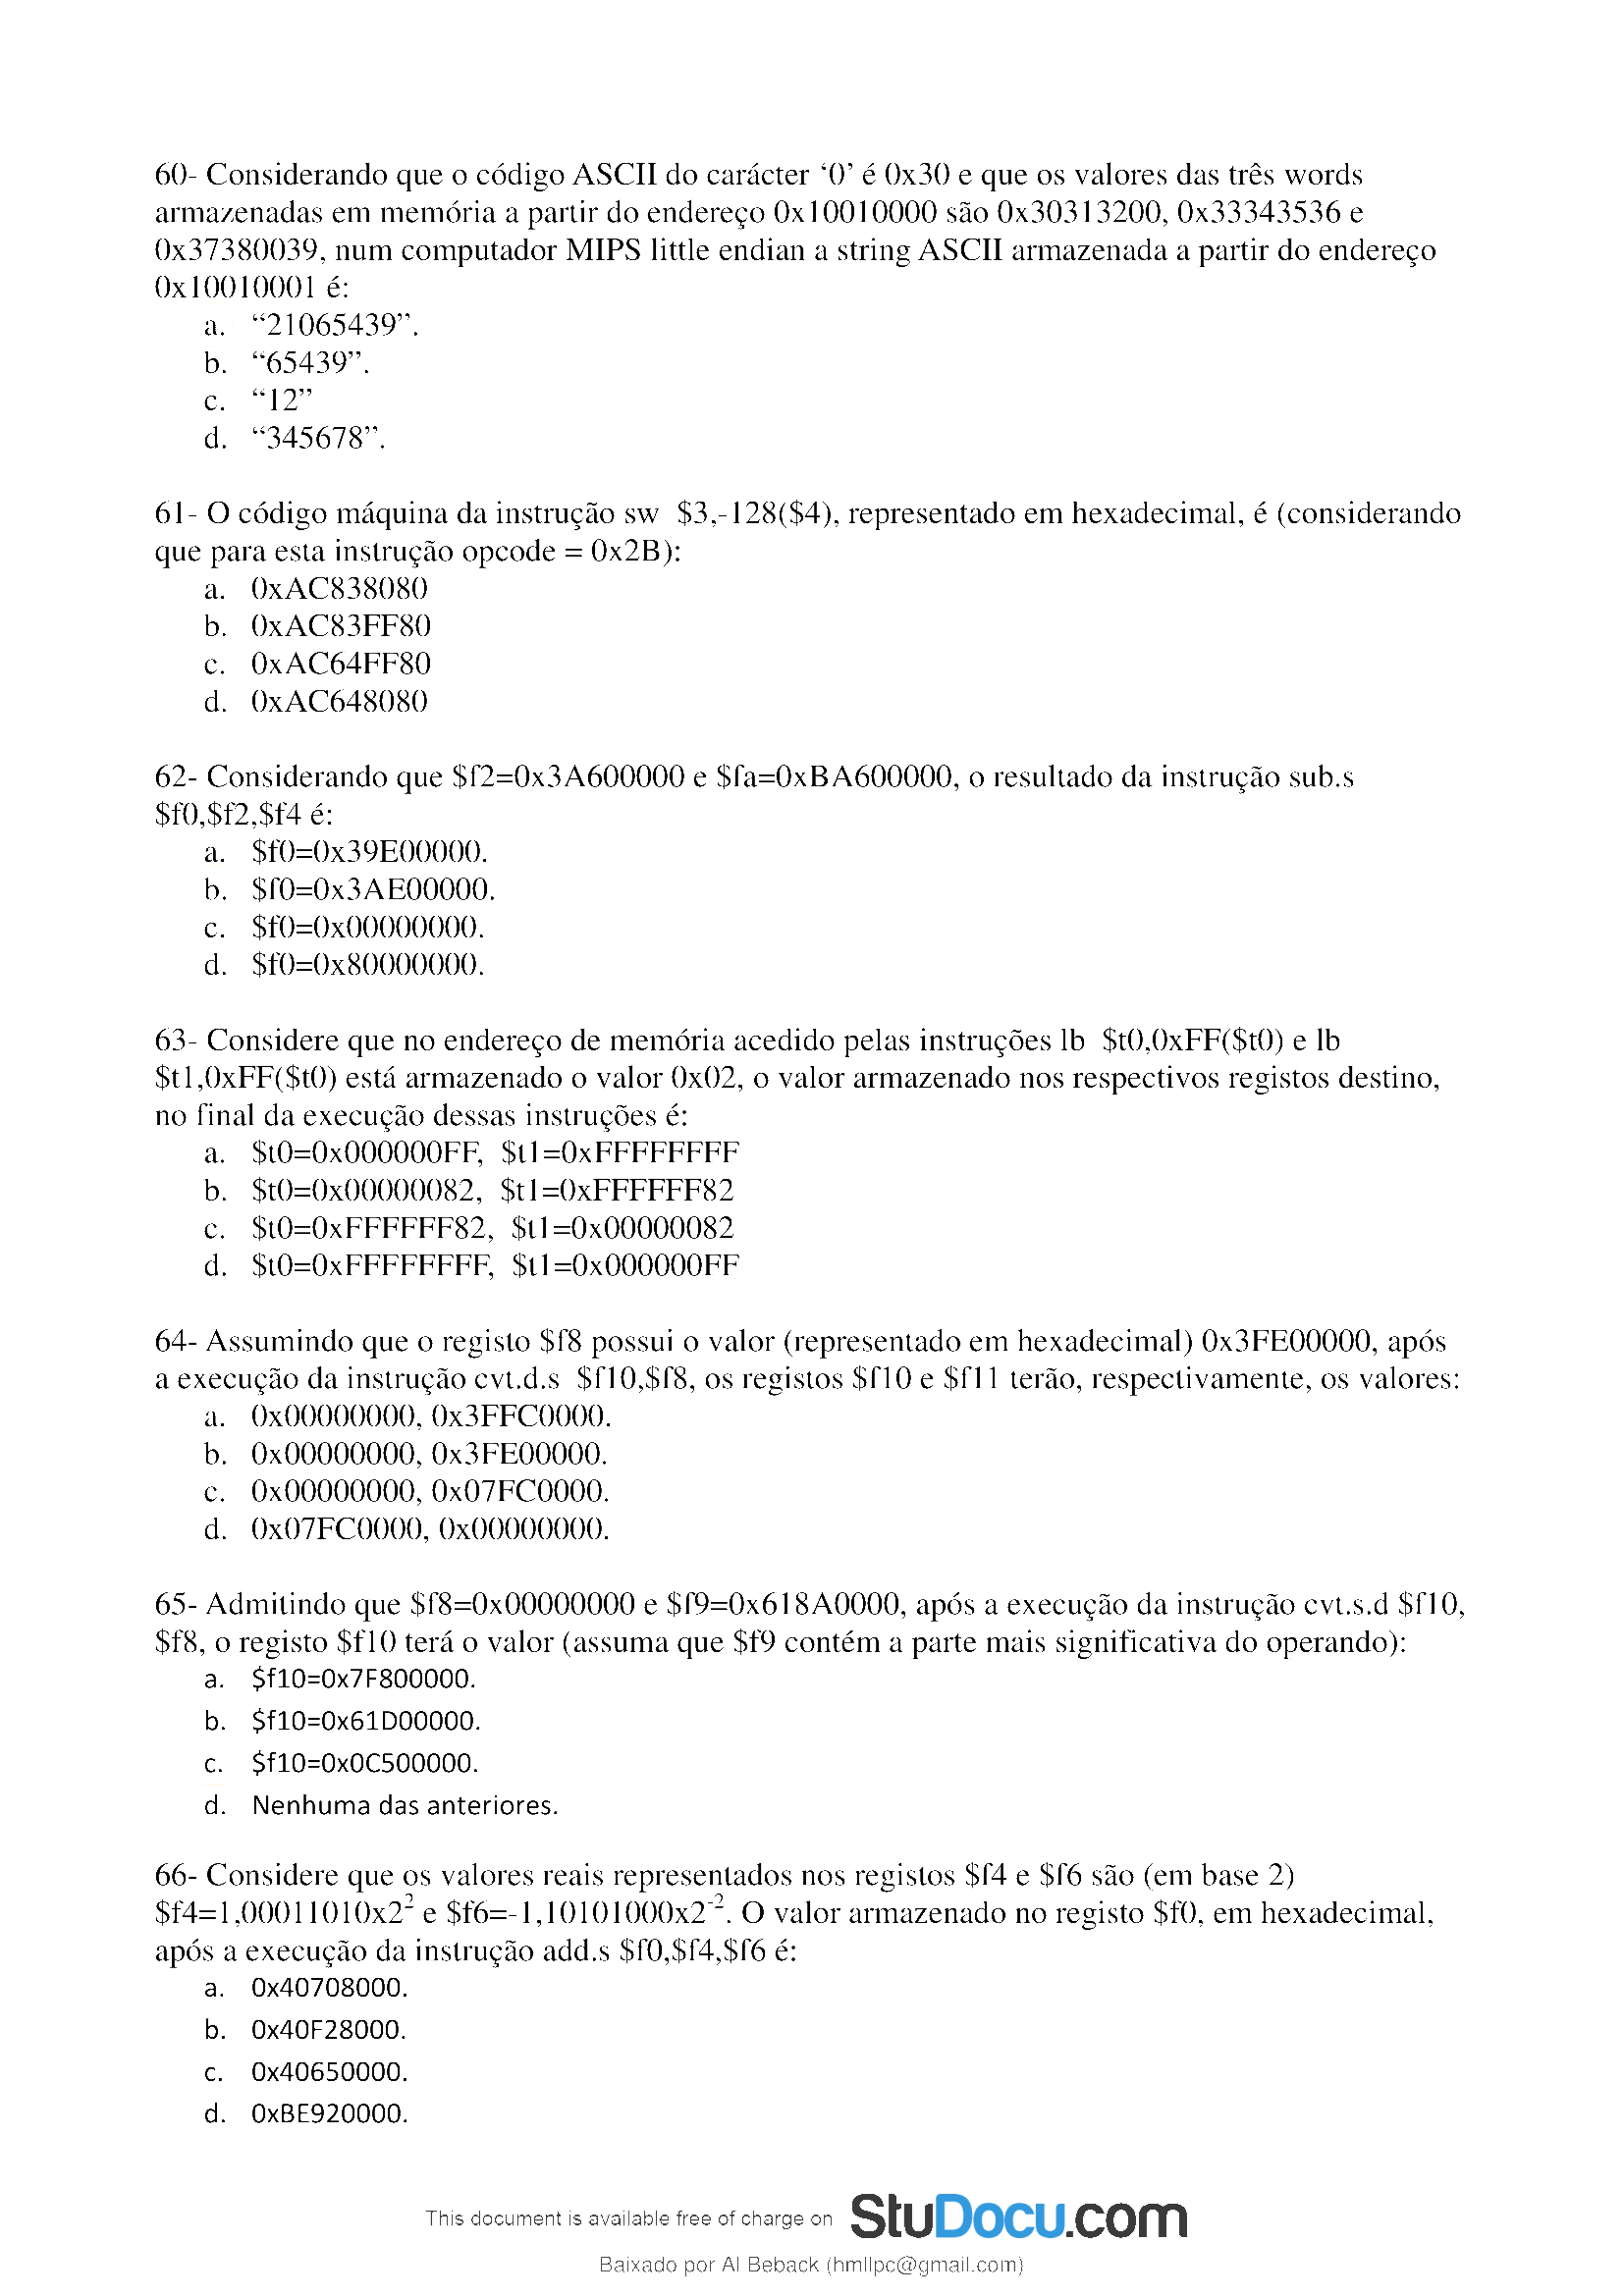 60- Considerando que o código ASCII do carácter ‘0’ é 0x30 e que os valores das três words
armazenadas em memória a partir do endereço 0x10010000 são 0x30313200, 0x33343536 e
0x37380039, num computador MIPS little endian a string ASCII armazenada a partir do endereço
0x10010001 é:
a. “21065439”.
b. “65439”.
c. “12”
d. “345678”.
61- O código máquina da instrução sw $3,-128($4), representado em hexadecimal, é (considerando
que para esta instrução opcode = 0x2B):
a. 0xAC838080
b. 0xAC83FF80
c. 0xAC64FF80
d. 0xAC648080
62- Considerando que $f2=0x3A600000 e $fa=0xBA600000, o resultado da instrução sub.s
$f0,$f2,$f4 é:
a. $f0=0x39E00000.
b. $f0=0x3AE00000.
c. $f0=0x00000000.
d. $f0=0x80000000.
63- Considere que no endereço de memória acedido pelas instruções lb $t0,0xFF($t0) e lb
$t1,0xFF($t0) está armazenado o valor 0x02, o valor armazenado nos respectivos registos destino,
no final da execução dessas instruções é:
a. $t0=0x000000FF, $t1=0xFFFFFFFF
b. $t0=0x00000082, $t1=0xFFFFFF82
c. $t0=0xFFFFFF82, $t1=0x00000082
d. $t0=0xFFFFFFFF, $t1=0x000000FF
64- Assumindo que o registo $f8 possui o valor (representado em hexadecimal) 0x3FE00000, após
a execução da instrução cvt.d.s $f10,$f8, os registos $f10 e $f11 terão, respectivamente, os valores:
a. 0x00000000, 0x3FFC0000.
b. 0x00000000, 0x3FE00000.
c. 0x00000000, 0x07FC0000.
d. 0x07FC0000, 0x00000000.
65- Admitindo que $f8=0x00000000 e $f9=0x618A0000, após a execução da instrução cvt.s.d $f10,
$f8, o registo $f10 terá o valor (assuma que $f9 contém a parte mais significativa do operando):
a. $f10=0x7F800000.
b. $f10=0x61D00000.
c. $f10=0x0C500000.
d. Nenhuma das anteriores.
66- Considere que os valores reais representados nos registos $f4 e $f6 são (em base 2)
$f4=1,00011010x2² e $f6=-1,10101000x2⁻². O valor armazenado no registo $f0, em hexadecimal,
após a execução da instrução add.s $f0,$f4,$f6 é:
a. 0x40708000.
b. 0x40F28000.
c. 0x40650000.
d. 0xBE920000.
This document is available free of charge on StuDocu.com
Baixado por Al Beback (hmllpc@gmail.com)